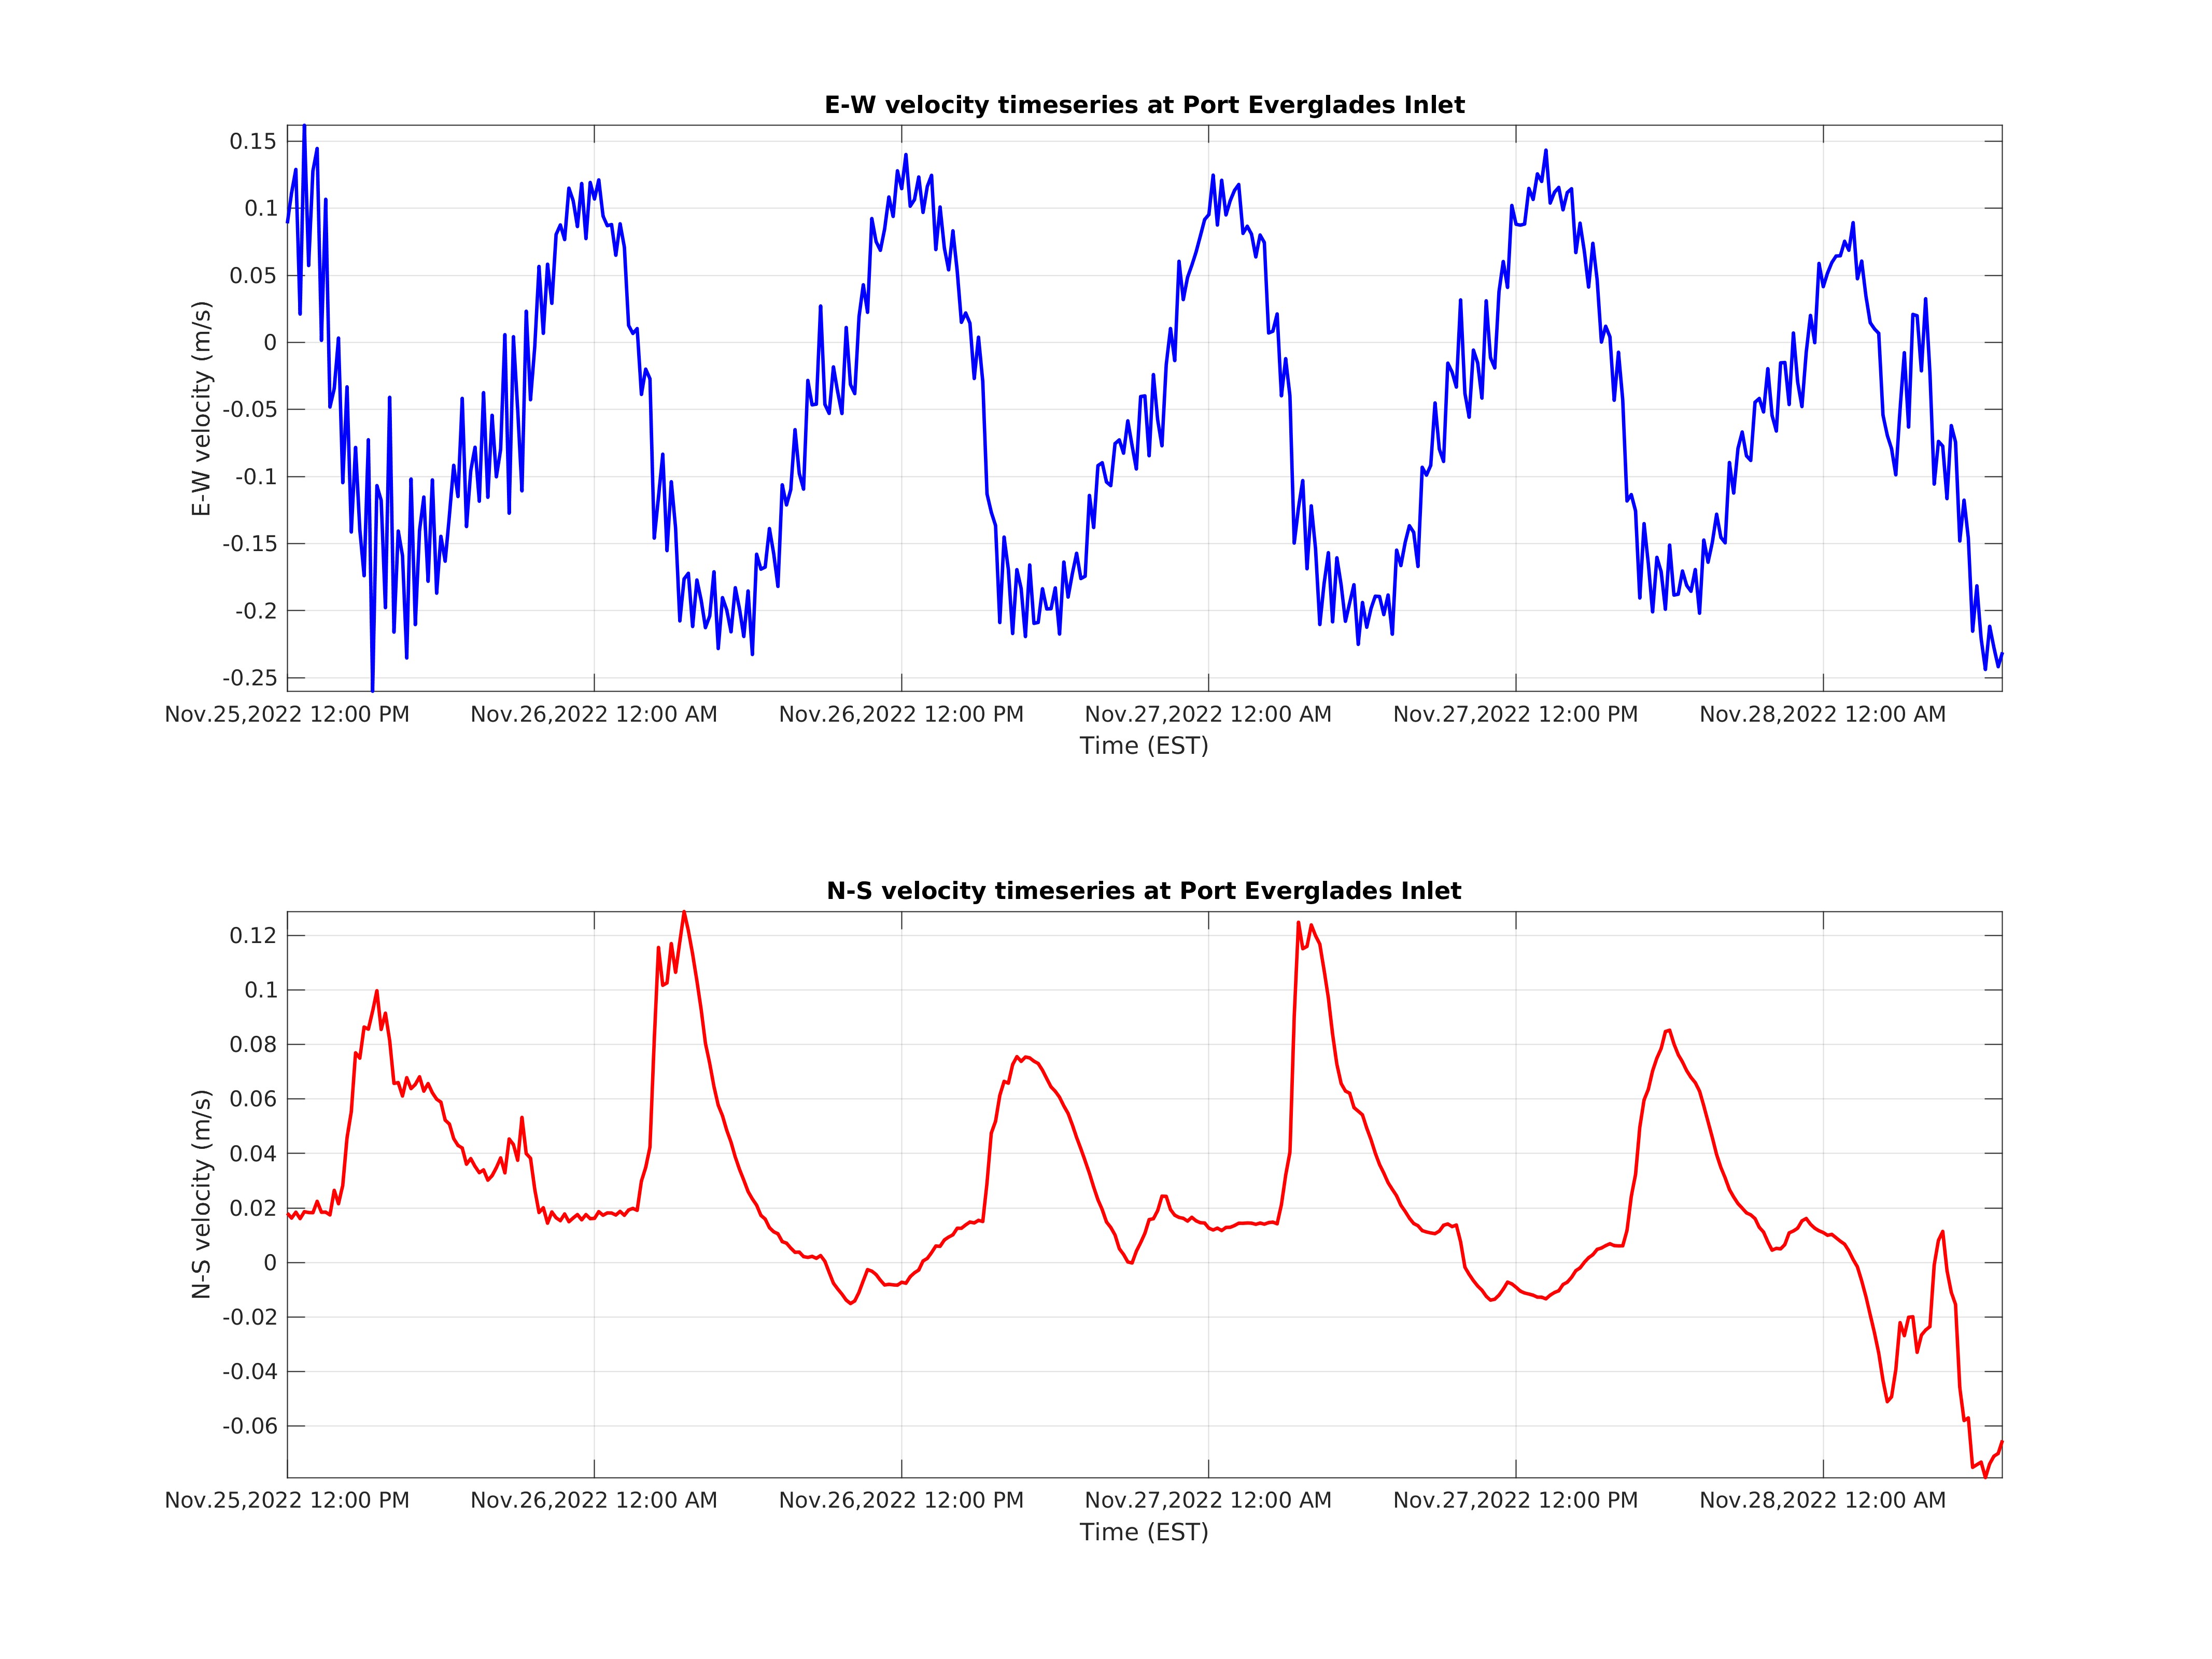 E-W velocity timeseries at Port Everglades Inlet
E-W velocity (m/s)
0.15
0.1
0.05
0
-0.05
-0.1
-0.15
-0.2
-0.25
Nov.25,2022 12:00 PM Nov.26,2022 12:00 AM Nov.26,2022 12:00 PM Nov.27,2022 12:00 AM Nov.27,2022 12:00 PM Nov.28,2022 12:00 AM
Time (EST)
N-S velocity timeseries at Port Everglades Inlet
N-S velocity (m/s)
0.12
0.1
0.08
0.06
0.04
0.02
0
-0.02
-0.04
-0.06
Nov.25,2022 12:00 PM Nov.26,2022 12:00 AM Nov.26,2022 12:00 PM Nov.27,2022 12:00 AM Nov.27,2022 12:00 PM Nov.28,2022 12:00 AM
Time (EST)